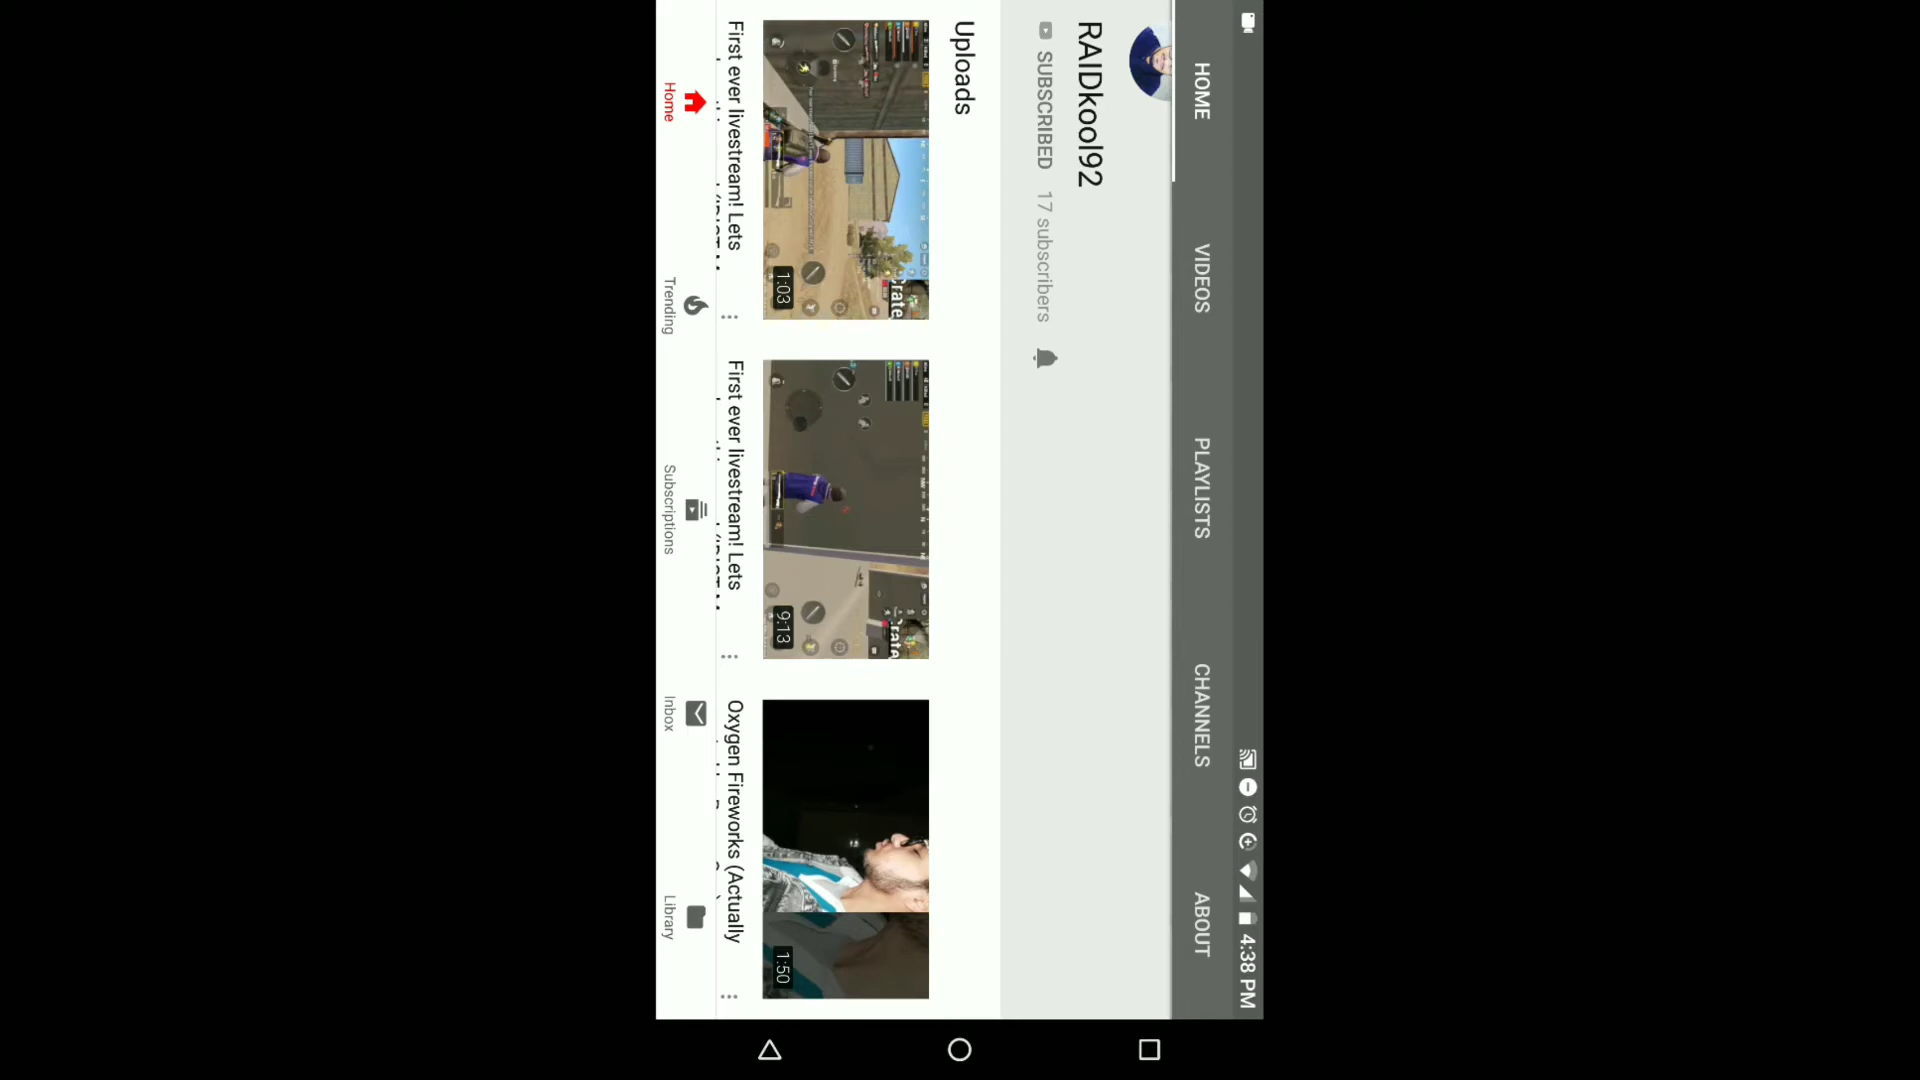 4:38 PM
HOME VIDEOS PLAYLISTS CHANNELS ABOUT
RAIDkool92
SUBSCRIBED 17 subscribers
Uploads
1:03
9:13
1:50
First ever livestream! Lets
First ever livestream! Lets
Oxygen Fireworks (Actually
Home Trending Subscriptions Inbox Library